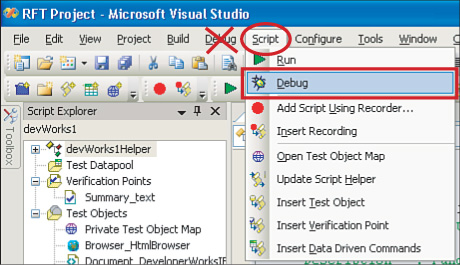 RFT Project - Microsoft Visual Studio
File Edit View Project Build Debug Script Configure Tools Window
Run
Debug
Add Script Using Recorder...
Insert Recording
Open Test Object Map
Update Script Helper
Insert Test Object
Insert Verification Point
Insert Data Driven Commands
Toolbox
Script Explorer
devWorks1
devWorks1Helper
Test Datapool
Verification Points
Summary_text
Test Objects
Private Test Object Map
Browser_HtmlBrowser